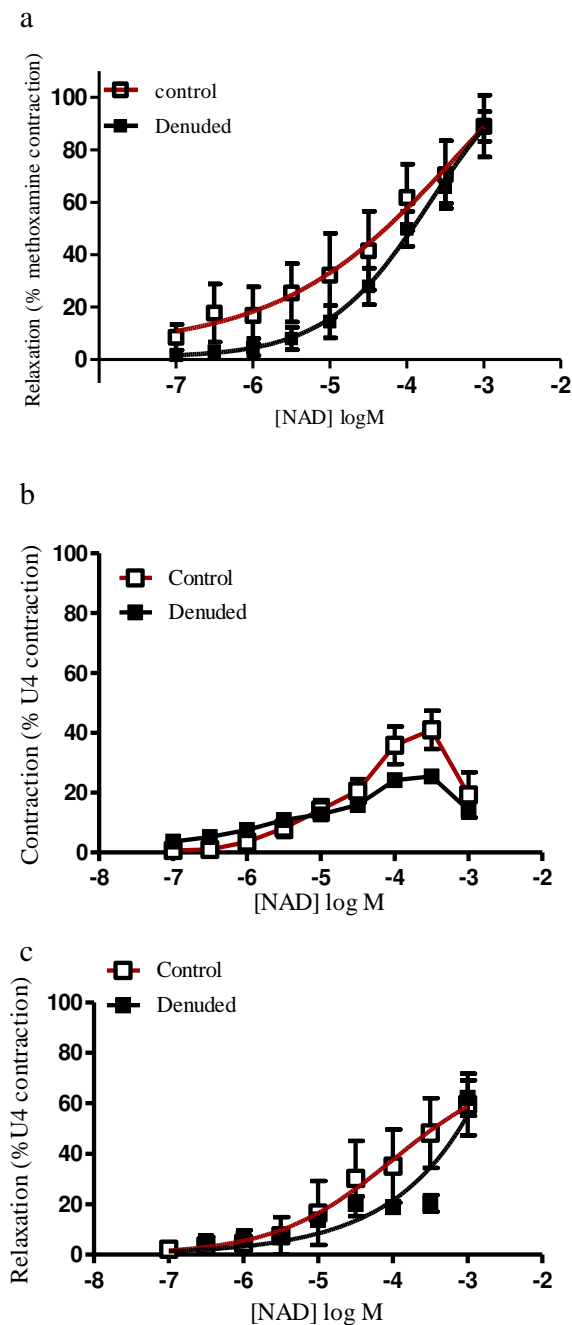 a
control
Denuded
Relaxation (% methoxamine contraction)
100
80
60
40
20
0
-7 -6 -5 -4 -3 -2
[NAD] logM
b
Control
Denuded
Contraction (% U4 contraction)
100
80
60
40
20
0
-8 -7 -6 -5 -4 -3 -2
[NAD] log M
c
Control
Denuded
Relaxation (%U4 contraction)
100
80
60
40
20
0
-8 -7 -6 -5 -4 -3 -2
[NAD] log M